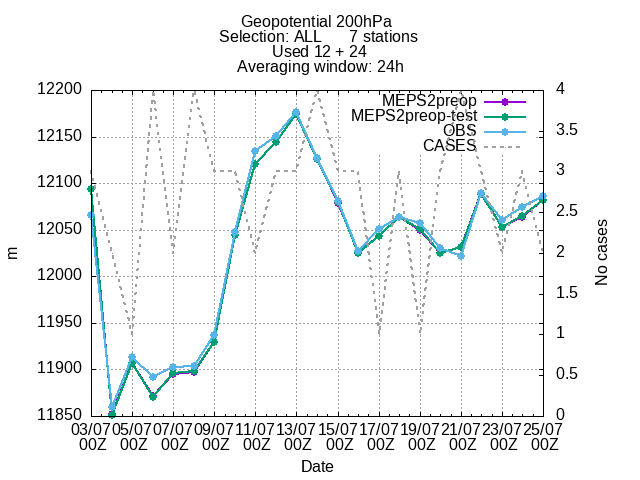 Geopotential 200hPa
Selection: ALL 7 stations
Used 12 + 24
Averaging window: 24h
MEPS2preop
MEPS2preop-test
OBS
CASES
12200
12150
12100
12050
12000
11950
11900
11850
m
4
3.5
3
2.5
2
1.5
1
0.5
0
No cases
03/07 05/07 07/07 09/07 11/07 13/07 15/07 17/07 19/07 21/07 23/07 25/07
00Z 00Z 00Z 00Z 00Z 00Z 00Z 00Z 00Z 00Z 00Z 00Z
Date